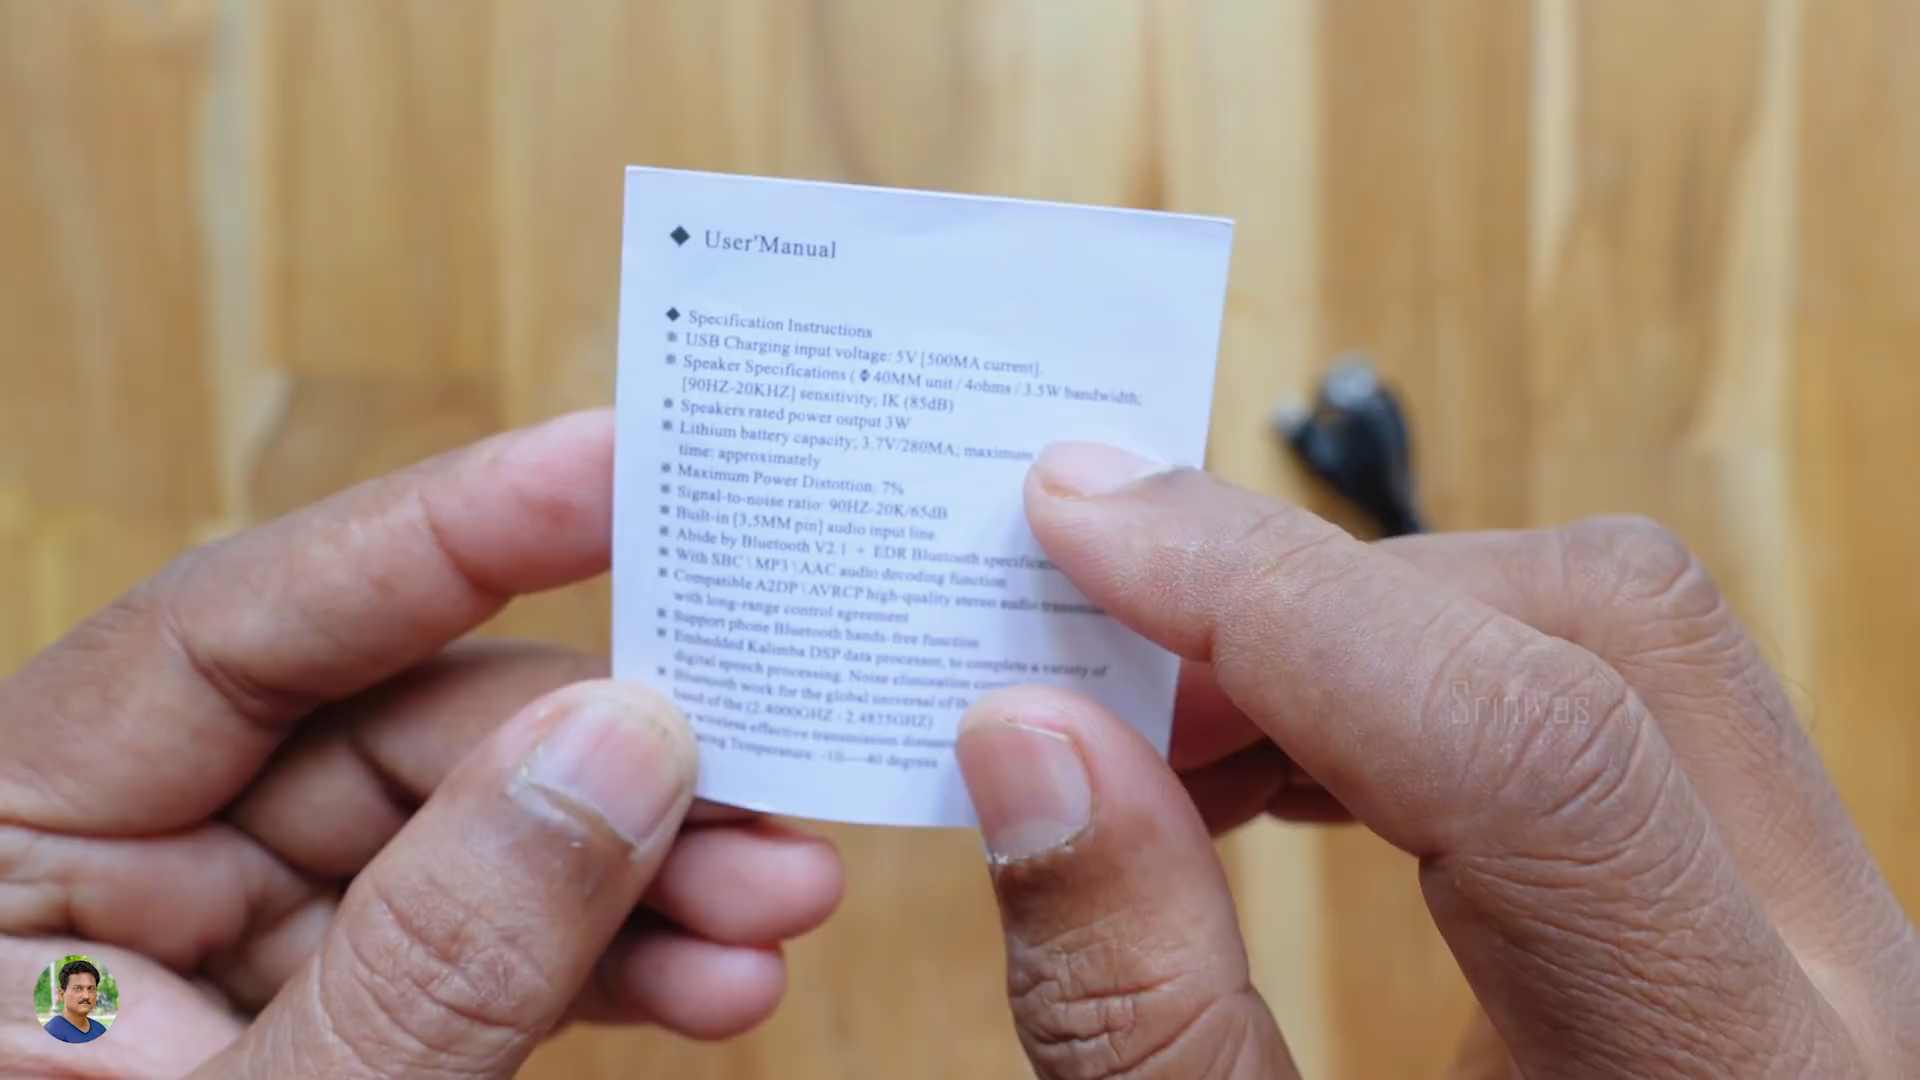 ◆ User'Manual
◆ Specification Instructions
USB Charging input voltage: 5V [500MA current].
Speaker Specifications ( Φ 40MM unit / 4ohms / 3.5W bandwidth;
[90HZ-20KHZ] sensitivity; IK (85dB)
Speakers rated power output 3W
Lithium battery capacity; 3.7V/280MA; maximum
time: approximately
Maximum Power Distottion: 7%
Signal-to-noise ratio: 90HZ-20K/65dB
Built-in [3,5MM pin] audio input line
Abide by Bluetooth V2.1 + EDR Bluetooth
With SBC \ MP3 \ AAC audio decoding function
Compatible A2DP \ AVRCP high-quality stereo audio
with long-range control agreement
Support phone Bluetooth hands-free function
Embedded Kalimba DSP data processor, to complete a variety of
digital speech processing. Noise elimination
Bluetooth work for the global universal of
band of the (2.4000GHZ - 2.4835GHZ)
wireless effective transmission
Temperature: -10----40 degrees
Srinivas